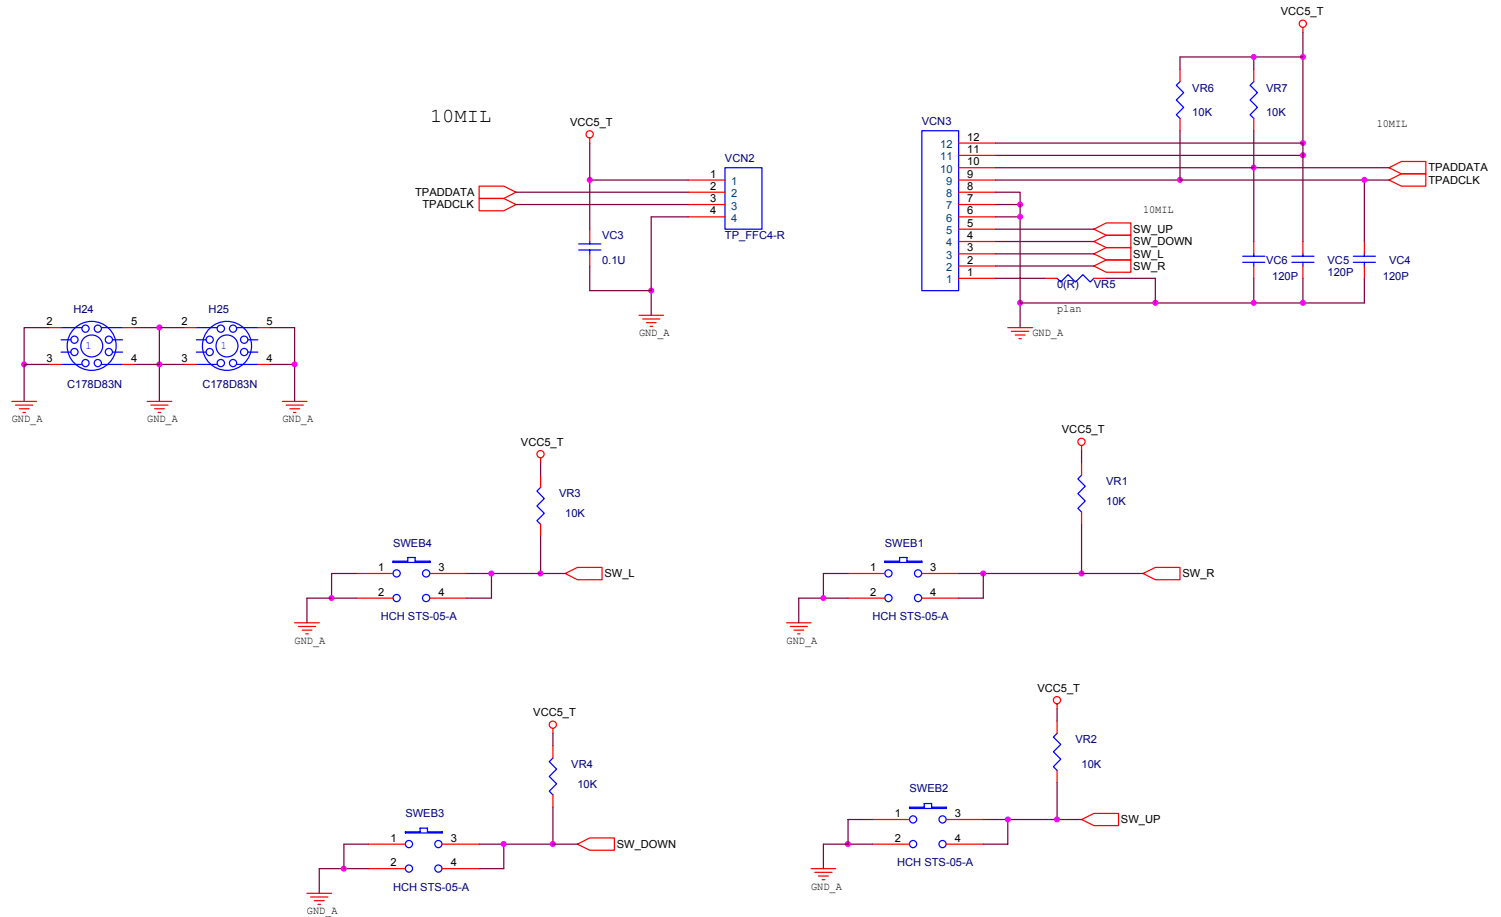 VCC5_T
VR6
10K
VR7
10K
10MIL
10MIL
VCC5_T
VCN3
12
11
10
9
8
7
6
5
4
3
2
1
12
11
10
9
8
7
6
5
4
3
2
1
TPADDATA
TPADCLK
VCN2
1
2
3
4
1
2
3
4
TP_FFC4-R
TPADDATA
TPADCLK
10MIL
SW_UP
SW_DOWN
SW_L
SW_R
VC3
0.1U
GND_A
0(R)
VR5
plan
GND_A
VC6
120P
VC5
120P
VC4
120P
H24
2
5
1
3
4
C178D83N
H25
2
5
1
3
4
C178D83N
GND_A
GND_A
GND_A
VCC5_T
VR3
10K
SWEB4
1
3
2
4
HCH STS-05-A
SW_L
GND_A
VCC5_T
VR1
10K
SWEB1
1
3
2
4
HCH STS-05-A
SW_R
GND_A
VCC5_T
VR4
10K
SWEB3
1
3
2
4
HCH STS-05-A
SW_DOWN
GND_A
VCC5_T
VR2
10K
SWEB2
1
3
2
4
HCH STS-05-A
SW_UP
GND_A